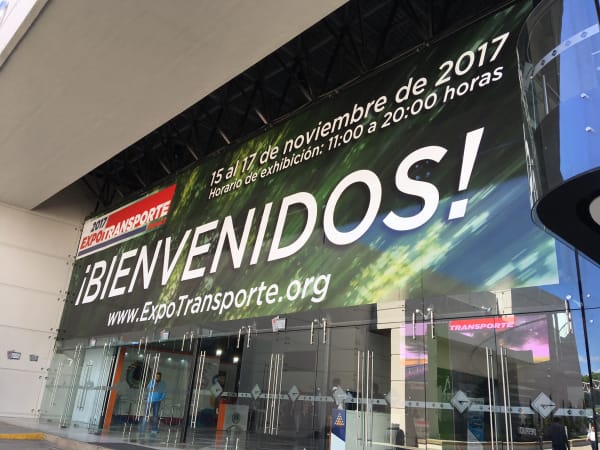 15 al 17 de noviembre de 2017
Horario de exhibición: 11:00 a 20:00 horas
2017
EXPOTRANSPORTE
¡BIENVENIDOS!
www.ExpoTransporte.org
TRANSPORTE